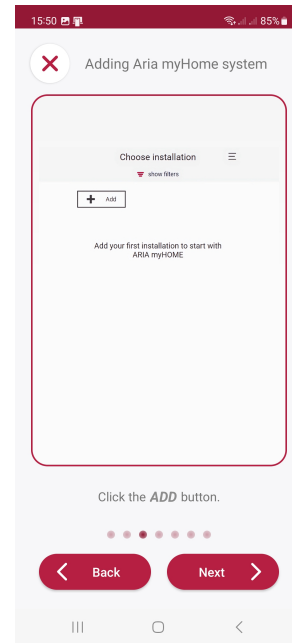 15:50 85%
Adding Aria myHome system
Choose installation
show filters
Add
Add your first installation to start with
ARIA myHOME
Click the ADD button.
Back Next